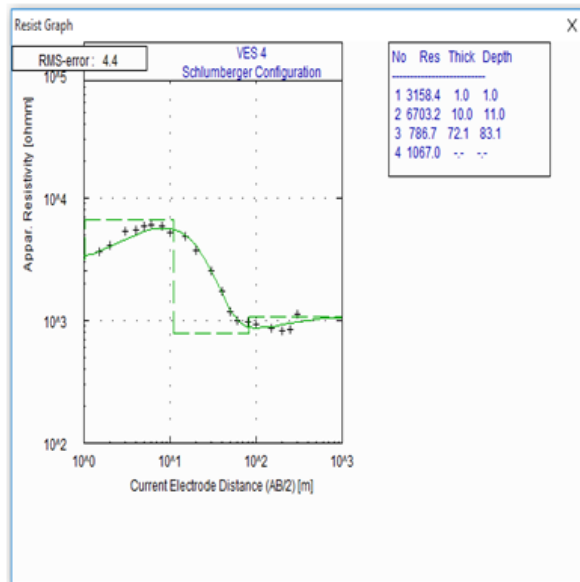 Resist Graph X
RMS-error : 4.4
VES 4
Schlumberger Configuration
10^5
10^4
10^3
10^2
Appar. Resistivity [ohmm]
10^0 10^1 10^2 10^3
Current Electrode Distance (AB/2) [m]
No Res Thick Depth
-------------------------
1 3158.4 1.0 1.0
2 6703.2 10.0 11.0
3 786.7 72.1 83.1
4 1067.0 -.- -.-